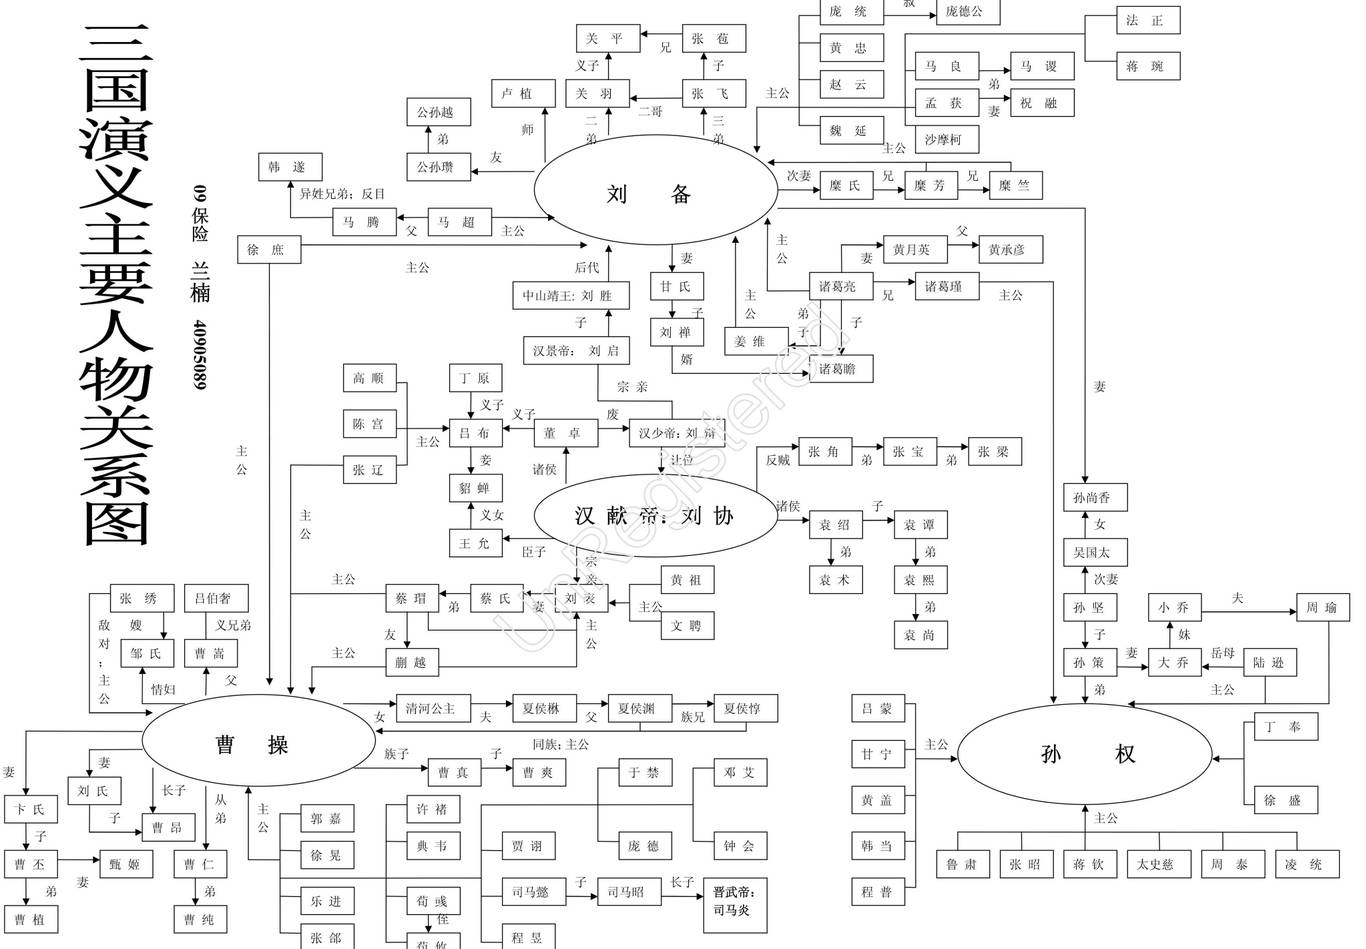 三国演义主要人物关系图
09 保险 兰楠 40905089
庞 统
叔
庞德公
法 正
关 平
兄
张 苞
黄 忠
义子
子
马 良
马 谡
蒋 琬
卢 植
关 羽
二哥
张 飞
主公
赵 云
弟
孟 获
祝 融
妻
公孙越
师
二弟
三弟
魏 延
沙摩柯
弟
主公
友
公孙瓒
韩 遂
刘 备
次妻
糜 氏
兄
糜 芳
兄
糜 竺
异姓兄弟；反目
马 腾
父
马 超
主公
徐 庶
主公
后代
妻
主公
妻
黄月英
父
黄承彦
中山靖王: 刘 胜
甘 氏
主公
诸葛亮
兄
诸葛瑾
主公
子
子
弟
子
子
刘 禅
姜 维
汉景帝： 刘 启
婿
诸葛瞻
高 顺
丁 原
宗 亲
妻
义子
陈 宫
主公
吕 布
义子
董 卓
废
汉少帝：刘 辩
主公
张 辽
妾
诸侯
让位
反贼
张 角
弟
张 宝
弟
张 梁
貂 蝉
孙尚香
主公
义女
汉 献 帝：刘 协
诸侯
袁 绍
子
袁 谭
女
王 允
臣子
弟
弟
吴国太
宗亲
主公
黄 祖
袁 术
袁 熙
次妻
张 绣
吕伯奢
蔡 瑁
弟
蔡 氏
妻
刘 表
主公
弟
孙 坚
小 乔
夫
周 瑜
敌对；主公
嫂
义兄弟
友
主公
文 聘
袁 尚
子
妹
邹 氏
曹 嵩
主公
蒯 越
孙 策
妻
大 乔
岳母
陆 逊
情妇
父
弟
主公
女
清河公主
夫
夏侯楙
父
夏侯渊
族兄
夏侯惇
吕 蒙
丁 奉
曹 操
同族：主公
甘 宁
主公
孙 权
族子
曹 真
子
曹 爽
于 禁
邓 艾
妻
妻
刘 氏
长子
从弟
主公
卞 氏
子
曹 昂
郭 嘉
许 褚
黄 盖
徐 盛
主公
子
典 韦
贾 诩
庞 德
钟 会
韩 当
曹 丕
妻
甄 姬
曹 仁
徐 晃
鲁 肃
张 昭
蒋 钦
太史慈
周 泰
凌 统
弟
弟
乐 进
荀 彧
司马懿
子
司马昭
长子
晋武帝：
司马炎
程 普
曹 植
曹 纯
侄
张 郃
荀 攸
程 昱
UnRegistered